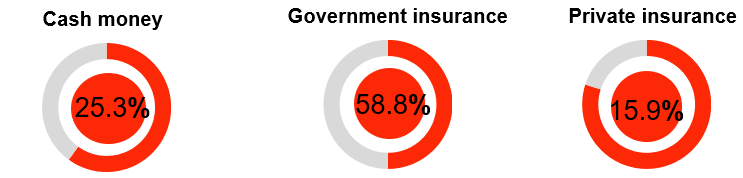 Cash money
Government insurance
Private insurance
25.3%
58.8%
15.9%